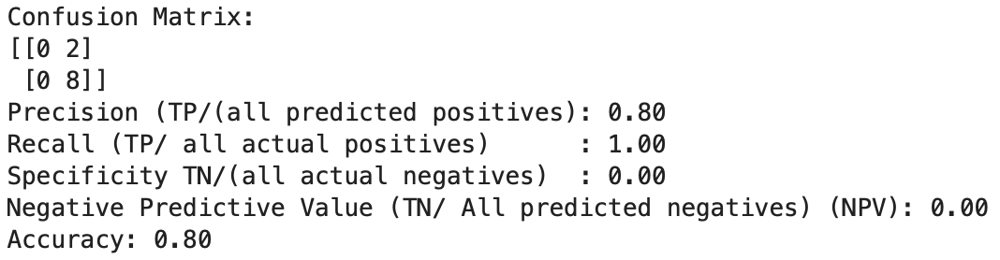 Confusion Matrix:
[[0 2]
 [0 8]]
Precision (TP/(all predicted positives): 0.80
Recall (TP/ all actual positives)      : 1.00
Specificity TN/(all actual negatives)  : 0.00
Negative Predictive Value (TN/ All predicted negatives) (NPV): 0.00
Accuracy: 0.80